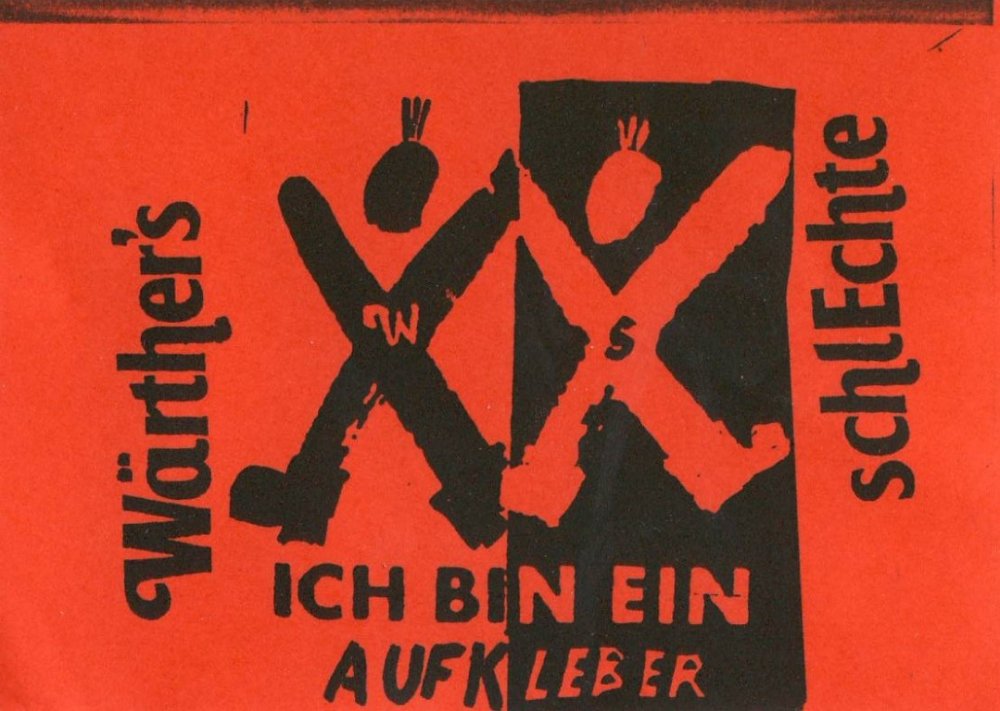 Wärther's
W S
schlEchte
ICH BIN EIN
AUFKLEBER